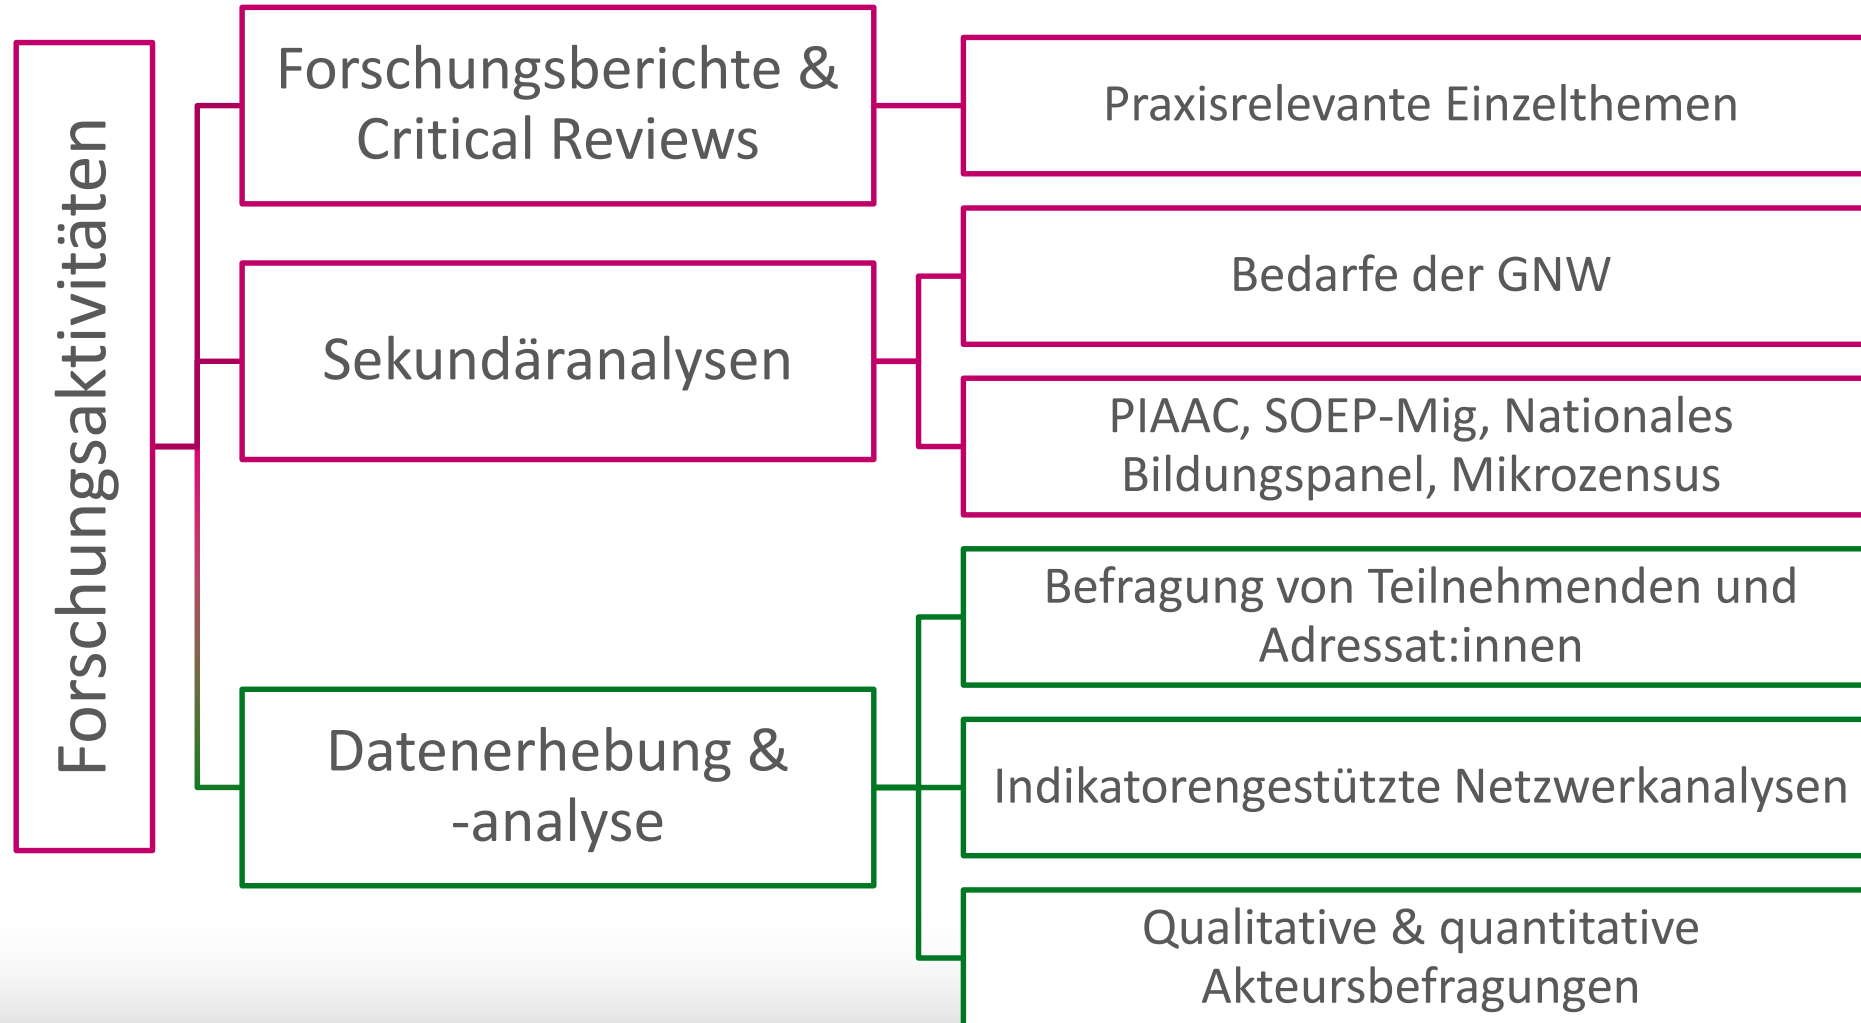 Forschungsaktivitäten
Forschungsberichte &
Critical Reviews
Praxisrelevante Einzelthemen
Sekundäranalysen
Bedarfe der GNW
PIAAC, SOEP-Mig, Nationales
Bildungspanel, Mikrozensus
Datenerhebung &
-analyse
Befragung von Teilnehmenden und
Adressat:innen
Indikatorengestützte Netzwerkanalysen
Qualitative & quantitative
Akteursbefragungen